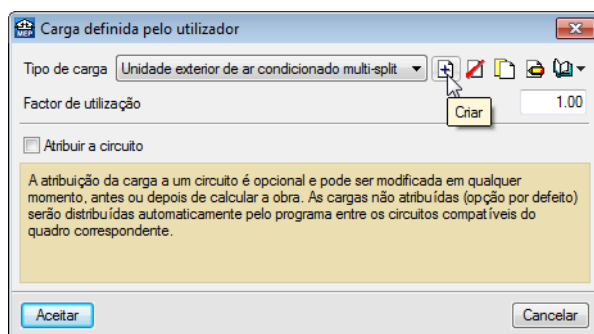 MEP
Carga definida pelo utilizador
Tipo de carga Unidade exterior de ar condicionado multi-split
Factor de utilização 1.00
Criar
Atribuir a circuito
A atribuição da carga a um circuito é opcional e pode ser modificada em qualquer
momento, antes ou depois de calcular a obra. As cargas não atribuídas (opção por defeito)
serão distribuídas automaticamente pelo programa entre os circuitos compatíveis do
quadro correspondente.
Aceitar Cancelar